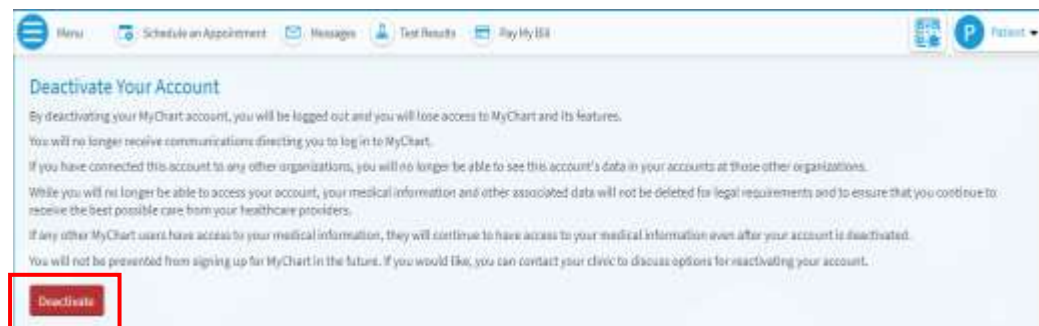 Menu Schedule an Appointment Messages Test Results Pay My Bill P Patient
Deactivate Your Account
By deactivating your MyChart account, you will be logged out and you will lose access to MyChart and its features.
You will no longer receive communications directing you to log in to MyChart.
If you have connected this account to any other organizations, you will no longer be able to see this account's data in your accounts at those other organizations.
While you will no longer be able to access your account, your medical information and other associated data will not be deleted for legal requirements and to ensure that you continue to
receive the best possible care from your healthcare providers.
If any other MyChart users have access to your medical information, they will continue to have access to your medical information even after your account is deactivated.
You will not be prevented from signing up for MyChart in the future. If you would like, you can contact your clinic to discuss options for reactivating your account.
Deactivate